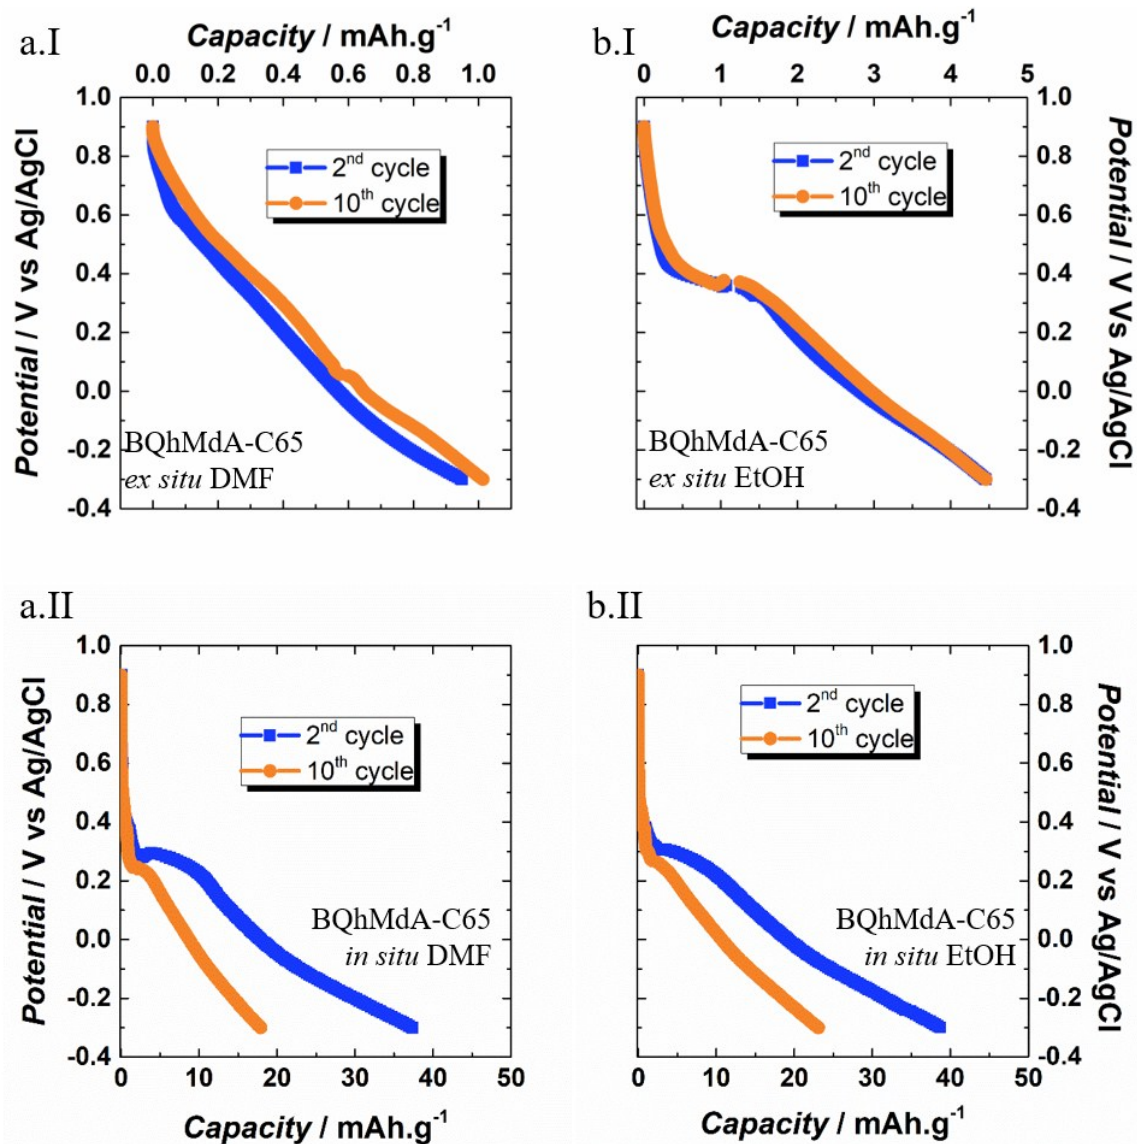 a.I
Capacity / mAh.g⁻¹
0.0 0.2 0.4 0.6 0.8 1.0
1.0
0.8
0.6
0.4
0.2
0.0
-0.2
-0.4
Potential / V vs Ag/AgCl
2nd cycle
10th cycle
BQhMdA-C65
ex situ DMF
b.I
Capacity / mAh.g⁻¹
0 1 2 3 4 5
2nd cycle
10th cycle
BQhMdA-C65
ex situ EtOH
1.0
0.8
0.6
0.4
0.2
0.0
-0.2
-0.4
Potential / V Vs Ag/AgCl
a.II
1.0
0.8
0.6
0.4
0.2
0.0
-0.2
-0.4
Potential / V vs Ag/AgCl
2nd cycle
10th cycle
BQhMdA-C65
in situ DMF
0 10 20 30 40 50
Capacity / mAh.g⁻¹
b.II
2nd cycle
10th cycle
BQhMdA-C65
in situ EtOH
1.0
0.8
0.6
0.4
0.2
0.0
-0.2
-0.4
Potential / V vs Ag/AgCl
0 10 20 30 40 50
Capacity / mAh.g⁻¹